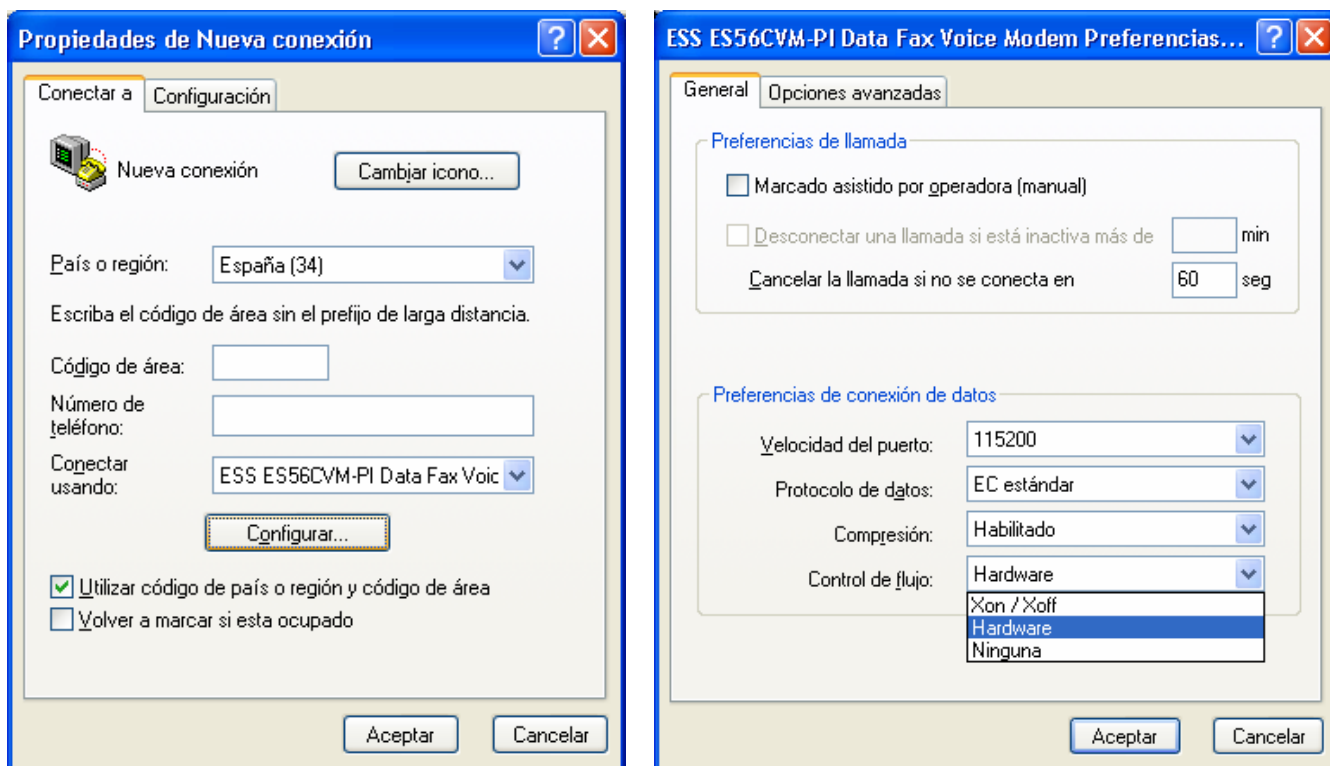 Propiedades de Nueva conexión
Conectar a
Configuración
Nueva conexión
Cambiar icono...
País o región:
España (34)
Escriba el código de área sin el prefijo de larga distancia.
Código de área:
Número de
teléfono:
Conectar
usando:
ESS ES56CVM-PI Data Fax Voic
Configurar...
Utilizar código de país o región y código de área
Volver a marcar si esta ocupado
Aceptar
Cancelar
ESS ES56CVM-PI Data Fax Voice Modem Preferencias...
General
Opciones avanzadas
Preferencias de llamada
Marcado asistido por operadora (manual)
Desconectar una llamada si está inactiva más de
min
Cancelar la llamada si no se conecta en
60
seg
Preferencias de conexión de datos
Velocidad del puerto:
115200
Protocolo de datos:
EC estándar
Compresión:
Habilitado
Control de flujo:
Hardware
Xon / Xoff
Hardware
Ninguna
Aceptar
Cancelar